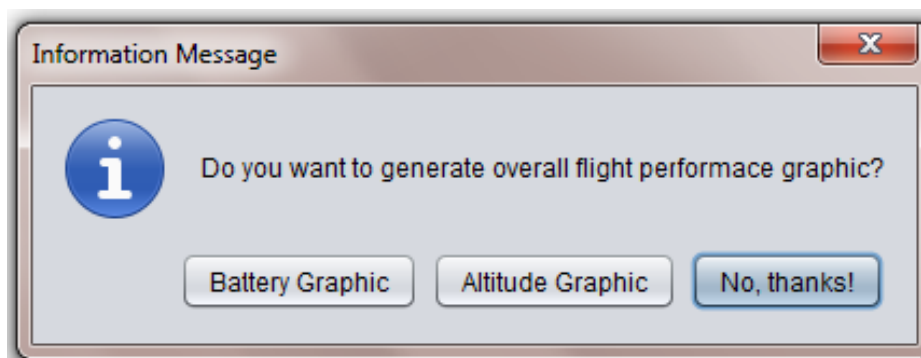 Information Message
Do you want to generate overall flight performace graphic?
Battery Graphic Altitude Graphic No, thanks!